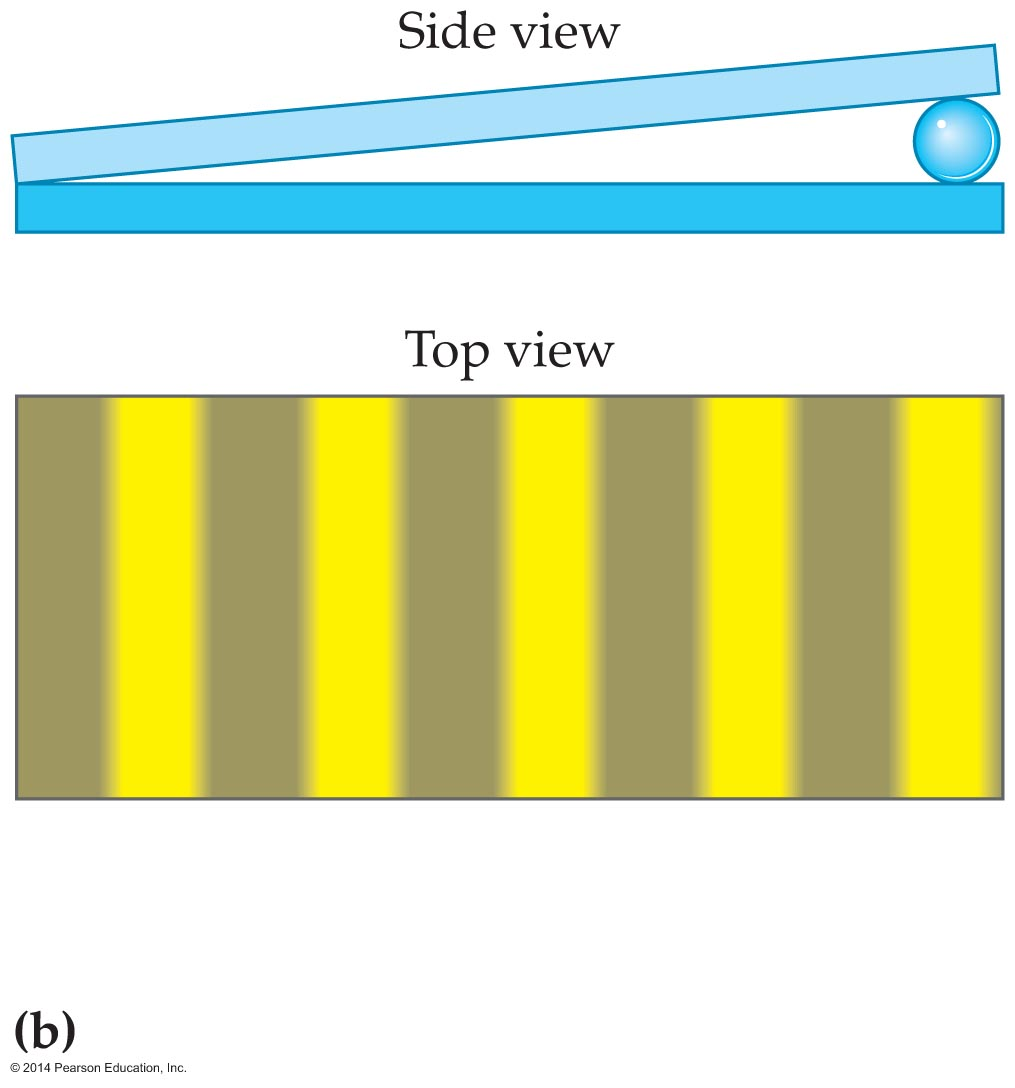 Side view
Top view
(b)
© 2014 Pearson Education, Inc.